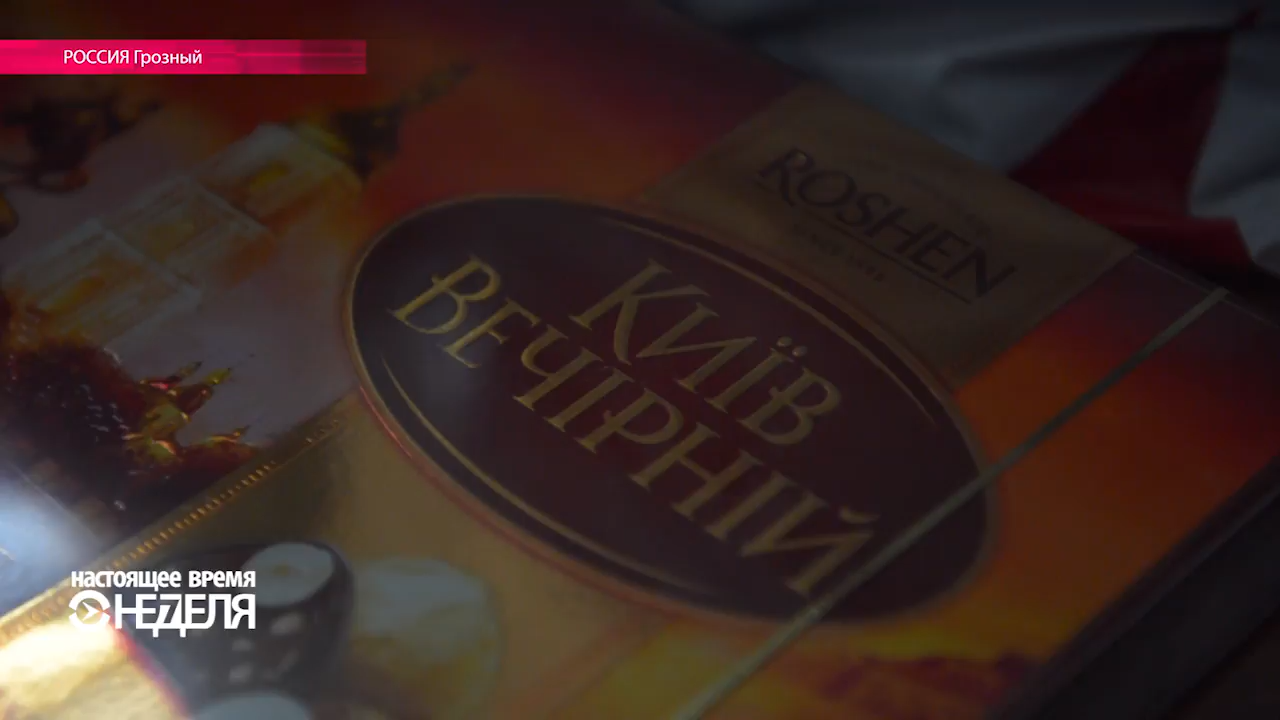 РОССИЯ Грозный
ROSHEN
КИЇВ
ВЕЧІРНІЙ
НАСТОЯЩЕЕ ВРЕМЯ
НЕДЕЛЯ